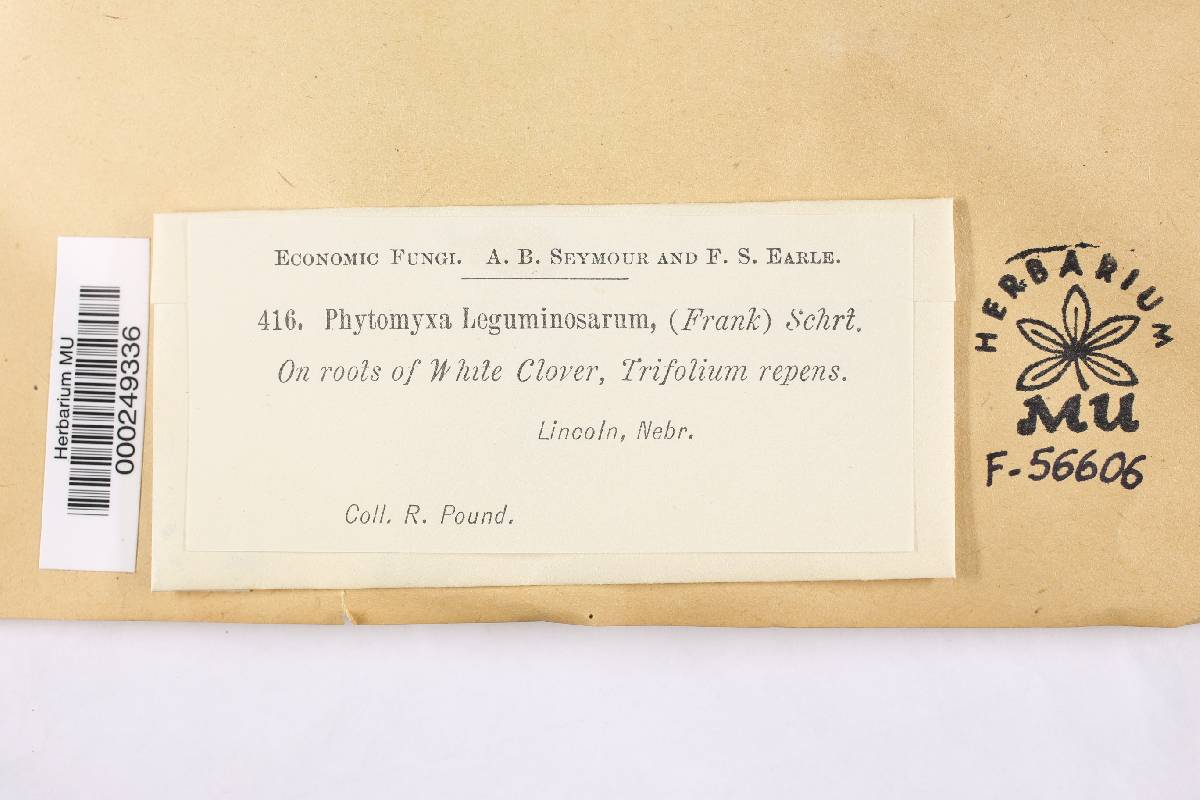 Economic Fungi. A. B. Seymour and F. S. Earle.
416. Phytomyxa Leguminosarum, (Frank) Schrt.
On roots of White Clover, Trifolium repens.
Lincoln, Nebr.
Coll. R. Pound.
Herbarium MU
000249336
HERBARIUM
MU
F-56606